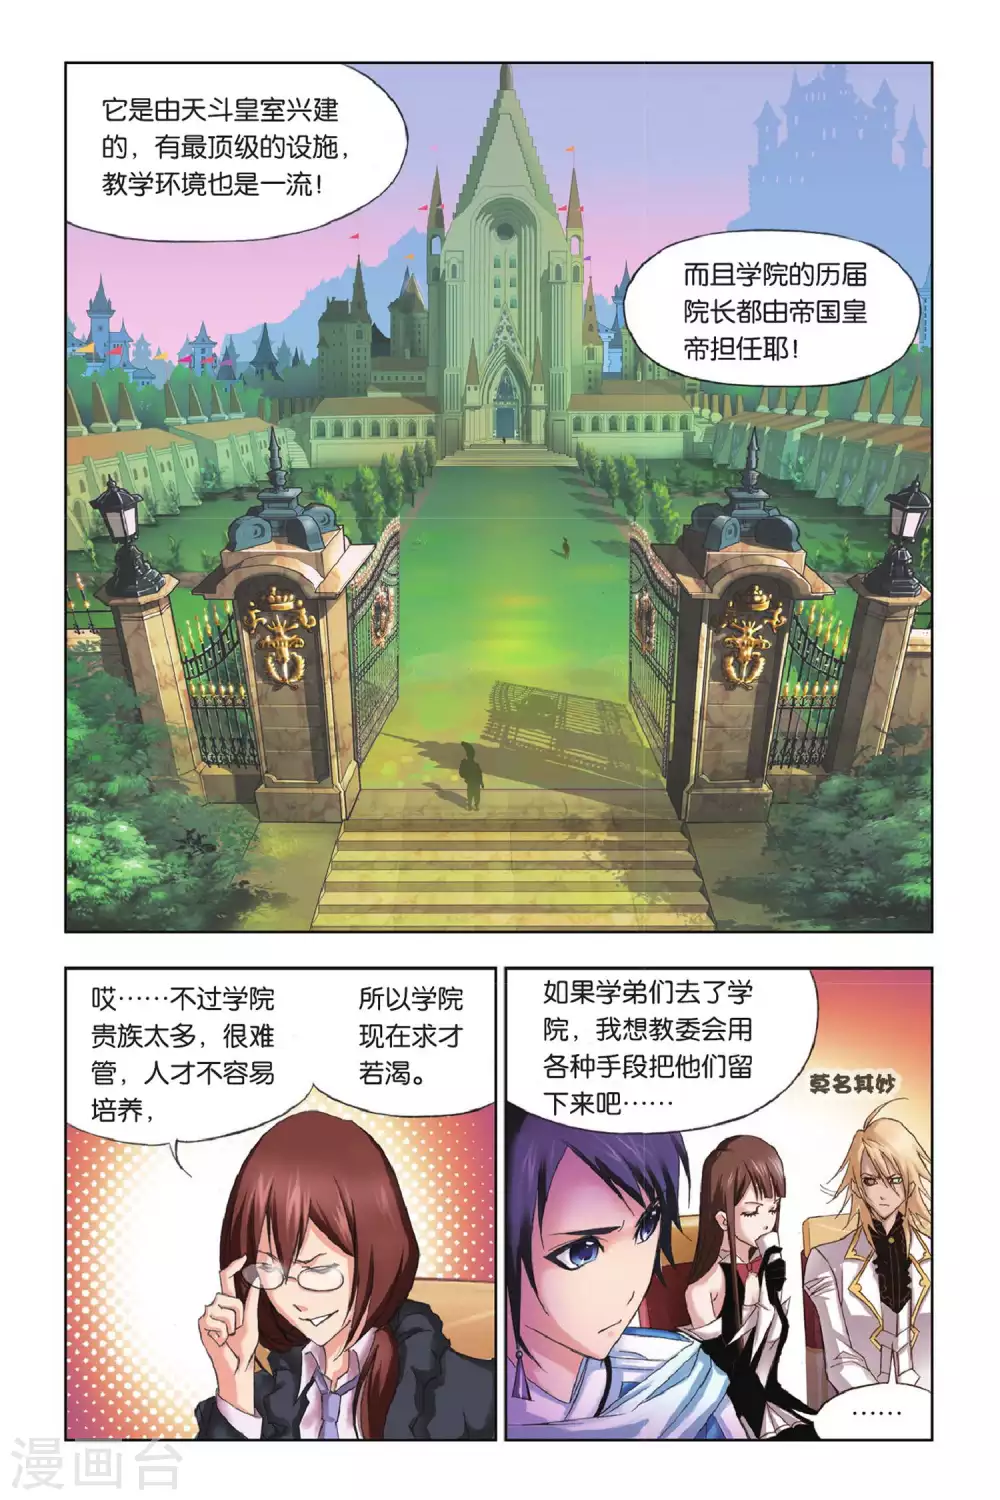 它是由天斗皇室兴建
的，有最顶级的设施，
教学环境也是一流！
而且学院的历届
院长都由帝国皇
帝担任耶！
哎……不过学院
贵族太多，很难
管，人才不容易
培养，
所以学院
现在求才
若渴。
如果学弟们去了学
院，我想教委会用
各种手段把他们留
下来吧……
莫名其妙
……
漫画台